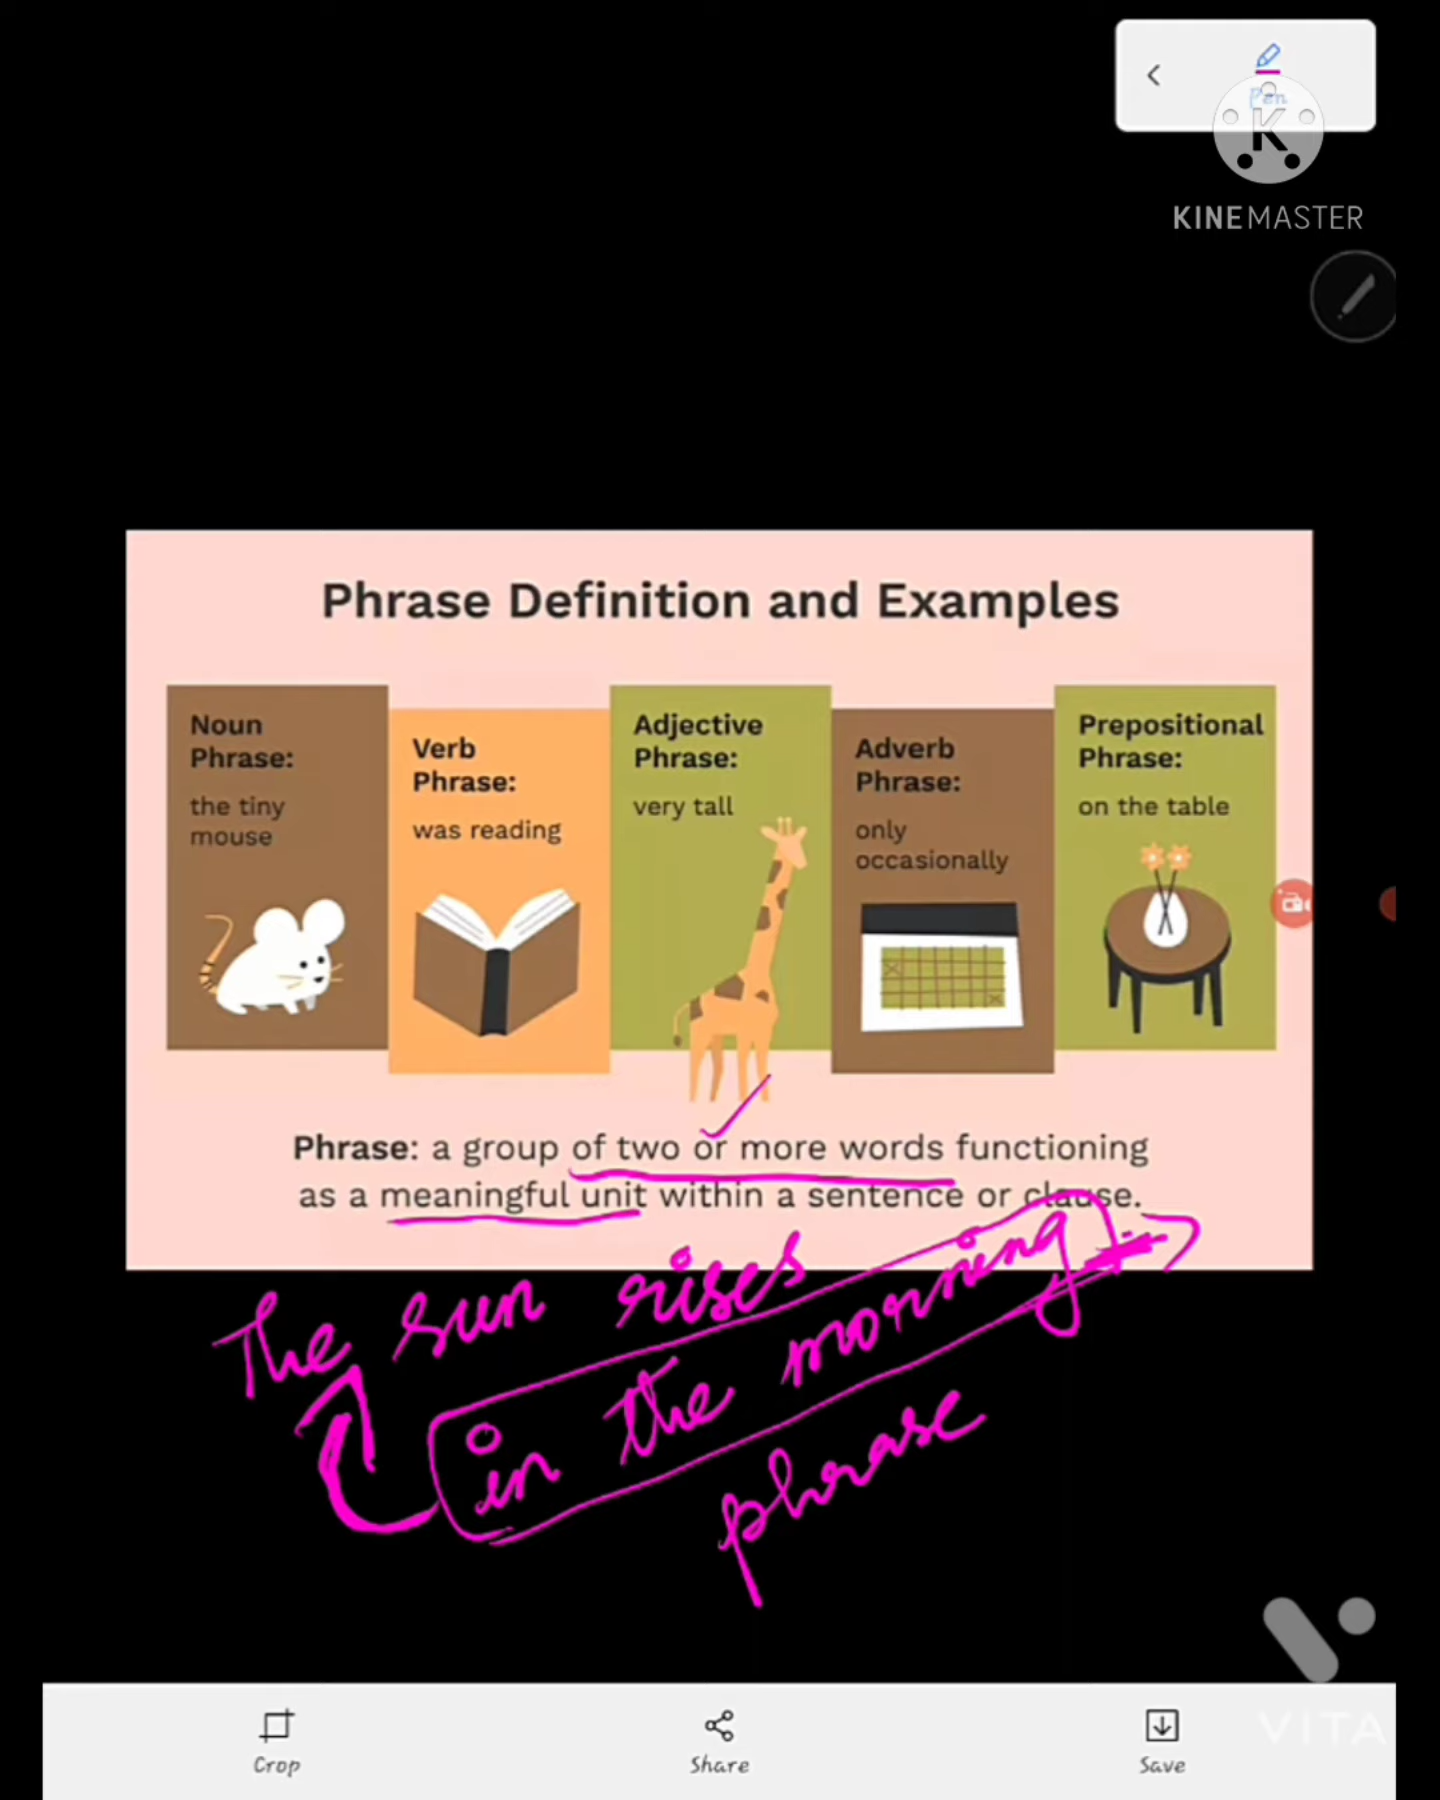 Pen
KINEMASTER
Phrase Definition and Examples
Noun
Phrase:
the tiny
mouse
Verb
Phrase:
was reading
Adjective
Phrase:
very tall
Adverb
Phrase:
only
occasionally
Prepositional
Phrase:
on the table
Phrase: a group of two or more words functioning
as a meaningful unit within a sentence or clause.
The sun rises
in the morning
phrase
Crop
Share
Save
VITA